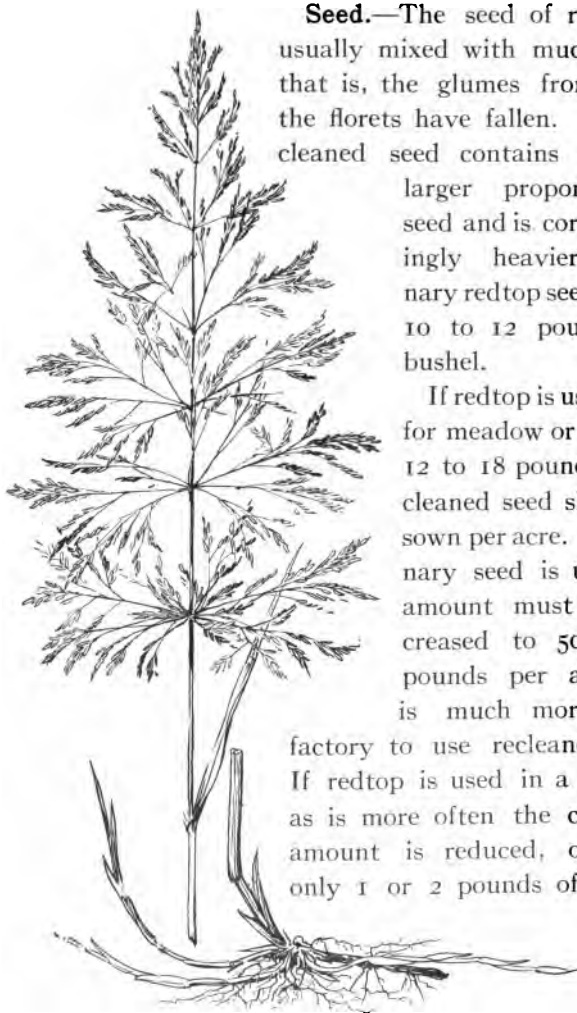 Seed.—The seed of r
usually mixed with muc
that is, the glumes fro
the florets have fallen.
cleaned seed contains
larger propor
seed and is cor
ingly heavier
nary redtop see
10 to 12 pou
bushel.
If redtop is us
for meadow or
12 to 18 poun
cleaned seed s
sown per acre.
nary seed is u
amount must
creased to 50
pounds per a
is much mor
factory to use reclean
If redtop is used in a
as is more often the c
amount is reduced, o
only 1 or 2 pounds of